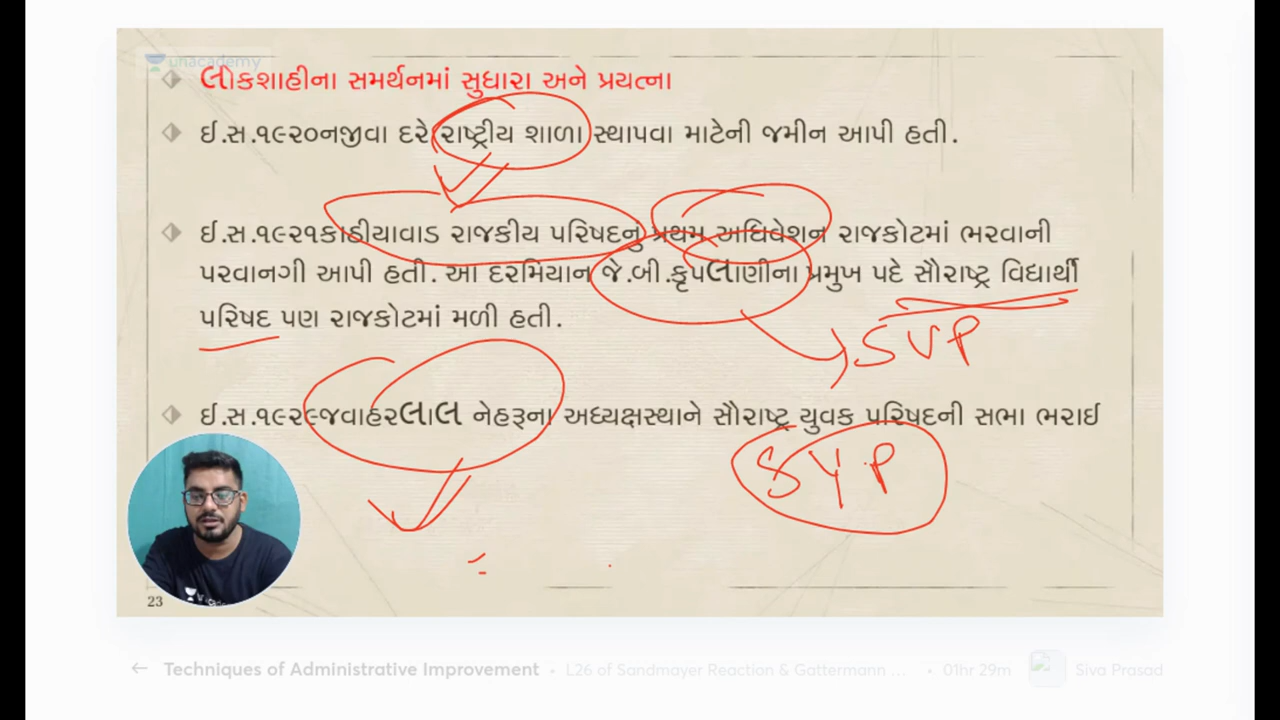 unacademy
લોકશાહીના સમર્થનમાં સુધારા અને પ્રયત્ના
ઈ.સ.૧૯૨૦નજીવા દરે રાષ્ટ્રીય શાળા સ્થાપવા માટેની જમીન આપી હતી.
ઈ.સ.૧૯૨૧કાઠીયાવાડ રાજકીય પરિષદનું પ્રથમ અધિવેશન રાજકોટમાં ભરવાની
પરવાનગી આપી હતી. આ દરમિયાન જે.બી.કૃપલાણીના પ્રમુખ પદે સૌરાષ્ટ્ર વિદ્યાર્થી
પરિષદ પણ રાજકોટમાં મળી હતી.
SVP
ઈ.સ.૧૯૨૯જવાહરલાલ નેહરૂના અધ્યક્ષસ્થાને સૌરાષ્ટ્ર યુવક પરિષદની સભા ભરાઈ
SYP
23
Techniques of Administrative Improvement • L26 of Sandmayer Reaction & Gattermann ... • 01hr 29m Siva Prasad